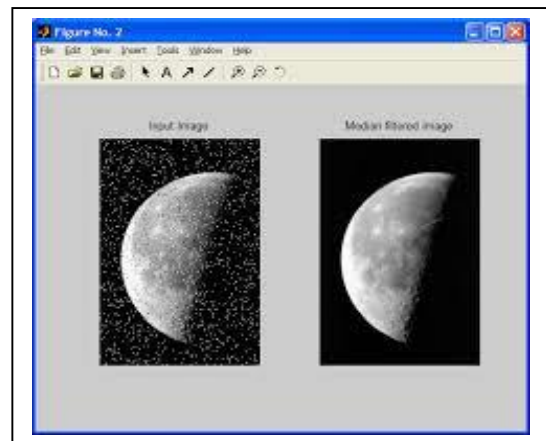 Figure No. 2
File Edit View Insert Tools Window Help
A
Input Image
Median filtered image